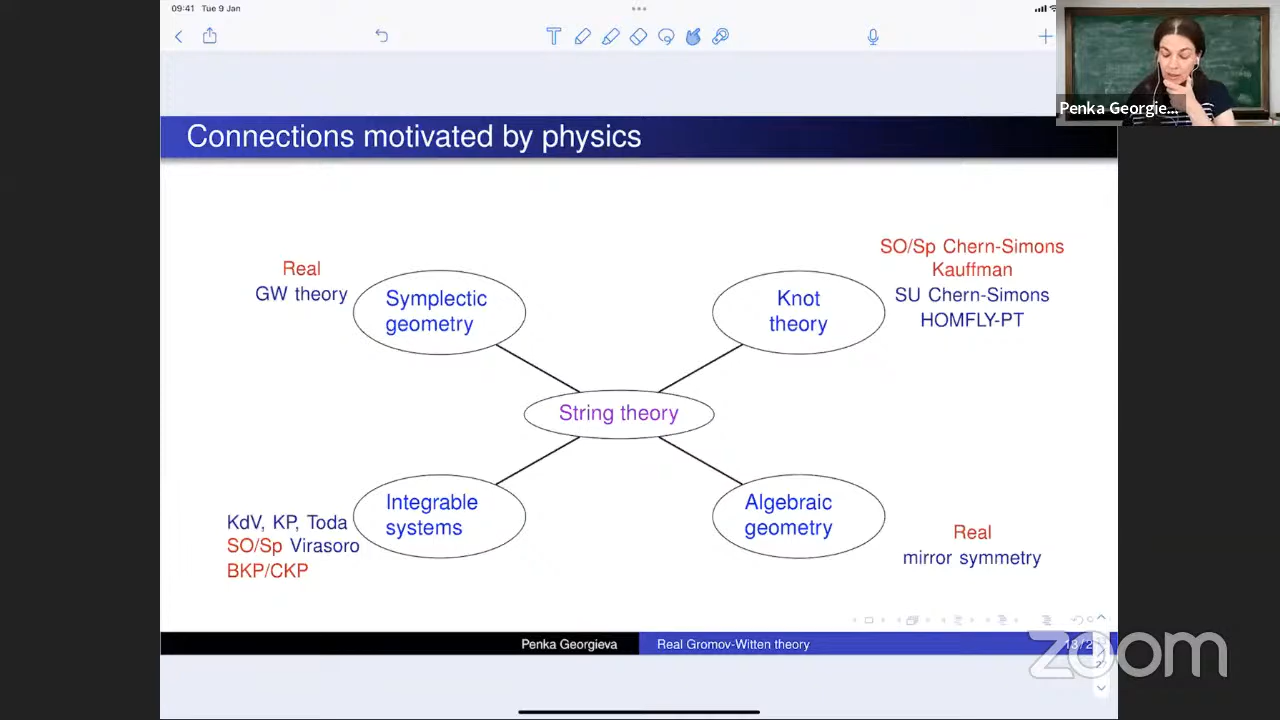 09:41 Tue 9 Jan
Penka Georgie...
Connections motivated by physics
Real
GW theory
Symplectic
geometry
Knot
theory
SO/Sp Chern-Simons
Kauffman
SU Chern-Simons
HOMFLY-PT
String theory
KdV, KP, Toda
SO/Sp Virasoro
BKP/CKP
Integrable
systems
Algebraic
geometry
Real
mirror symmetry
Penka Georgieva
Real Gromov-Witten theory
zoom